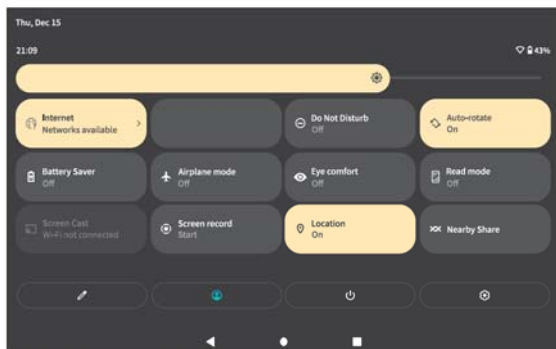 Thu, Dec 15
21:09
43%
Internet
Networks available
Do Not Disturb
Off
Auto-rotate
On
Battery Saver
Off
Airplane mode
Off
Eye comfort
Off
Read mode
Off
Screen Cast
Wi-Fi not connected
Screen record
Start
Location
On
Nearby Share